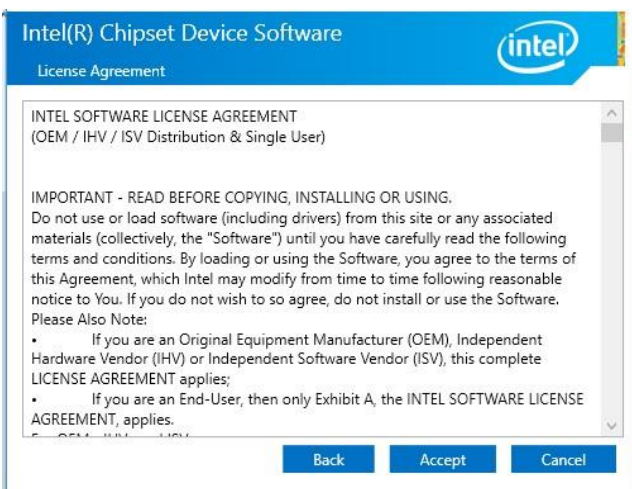 Intel(R) Chipset Device Software
License Agreement
intel
INTEL SOFTWARE LICENSE AGREEMENT
(OEM / IHV / ISV Distribution & Single User)
IMPORTANT - READ BEFORE COPYING, INSTALLING OR USING.
Do not use or load software (including drivers) from this site or any associated
materials (collectively, the "Software") until you have carefully read the following
terms and conditions. By loading or using the Software, you agree to the terms of
this Agreement, which Intel may modify from time to time following reasonable
notice to You. If you do not wish to so agree, do not install or use the Software.
Please Also Note:
• If you are an Original Equipment Manufacturer (OEM), Independent
Hardware Vendor (IHV) or Independent Software Vendor (ISV), this complete
LICENSE AGREEMENT applies;
• If you are an End-User, then only Exhibit A, the INTEL SOFTWARE LICENSE
AGREEMENT, applies.
Back Accept Cancel